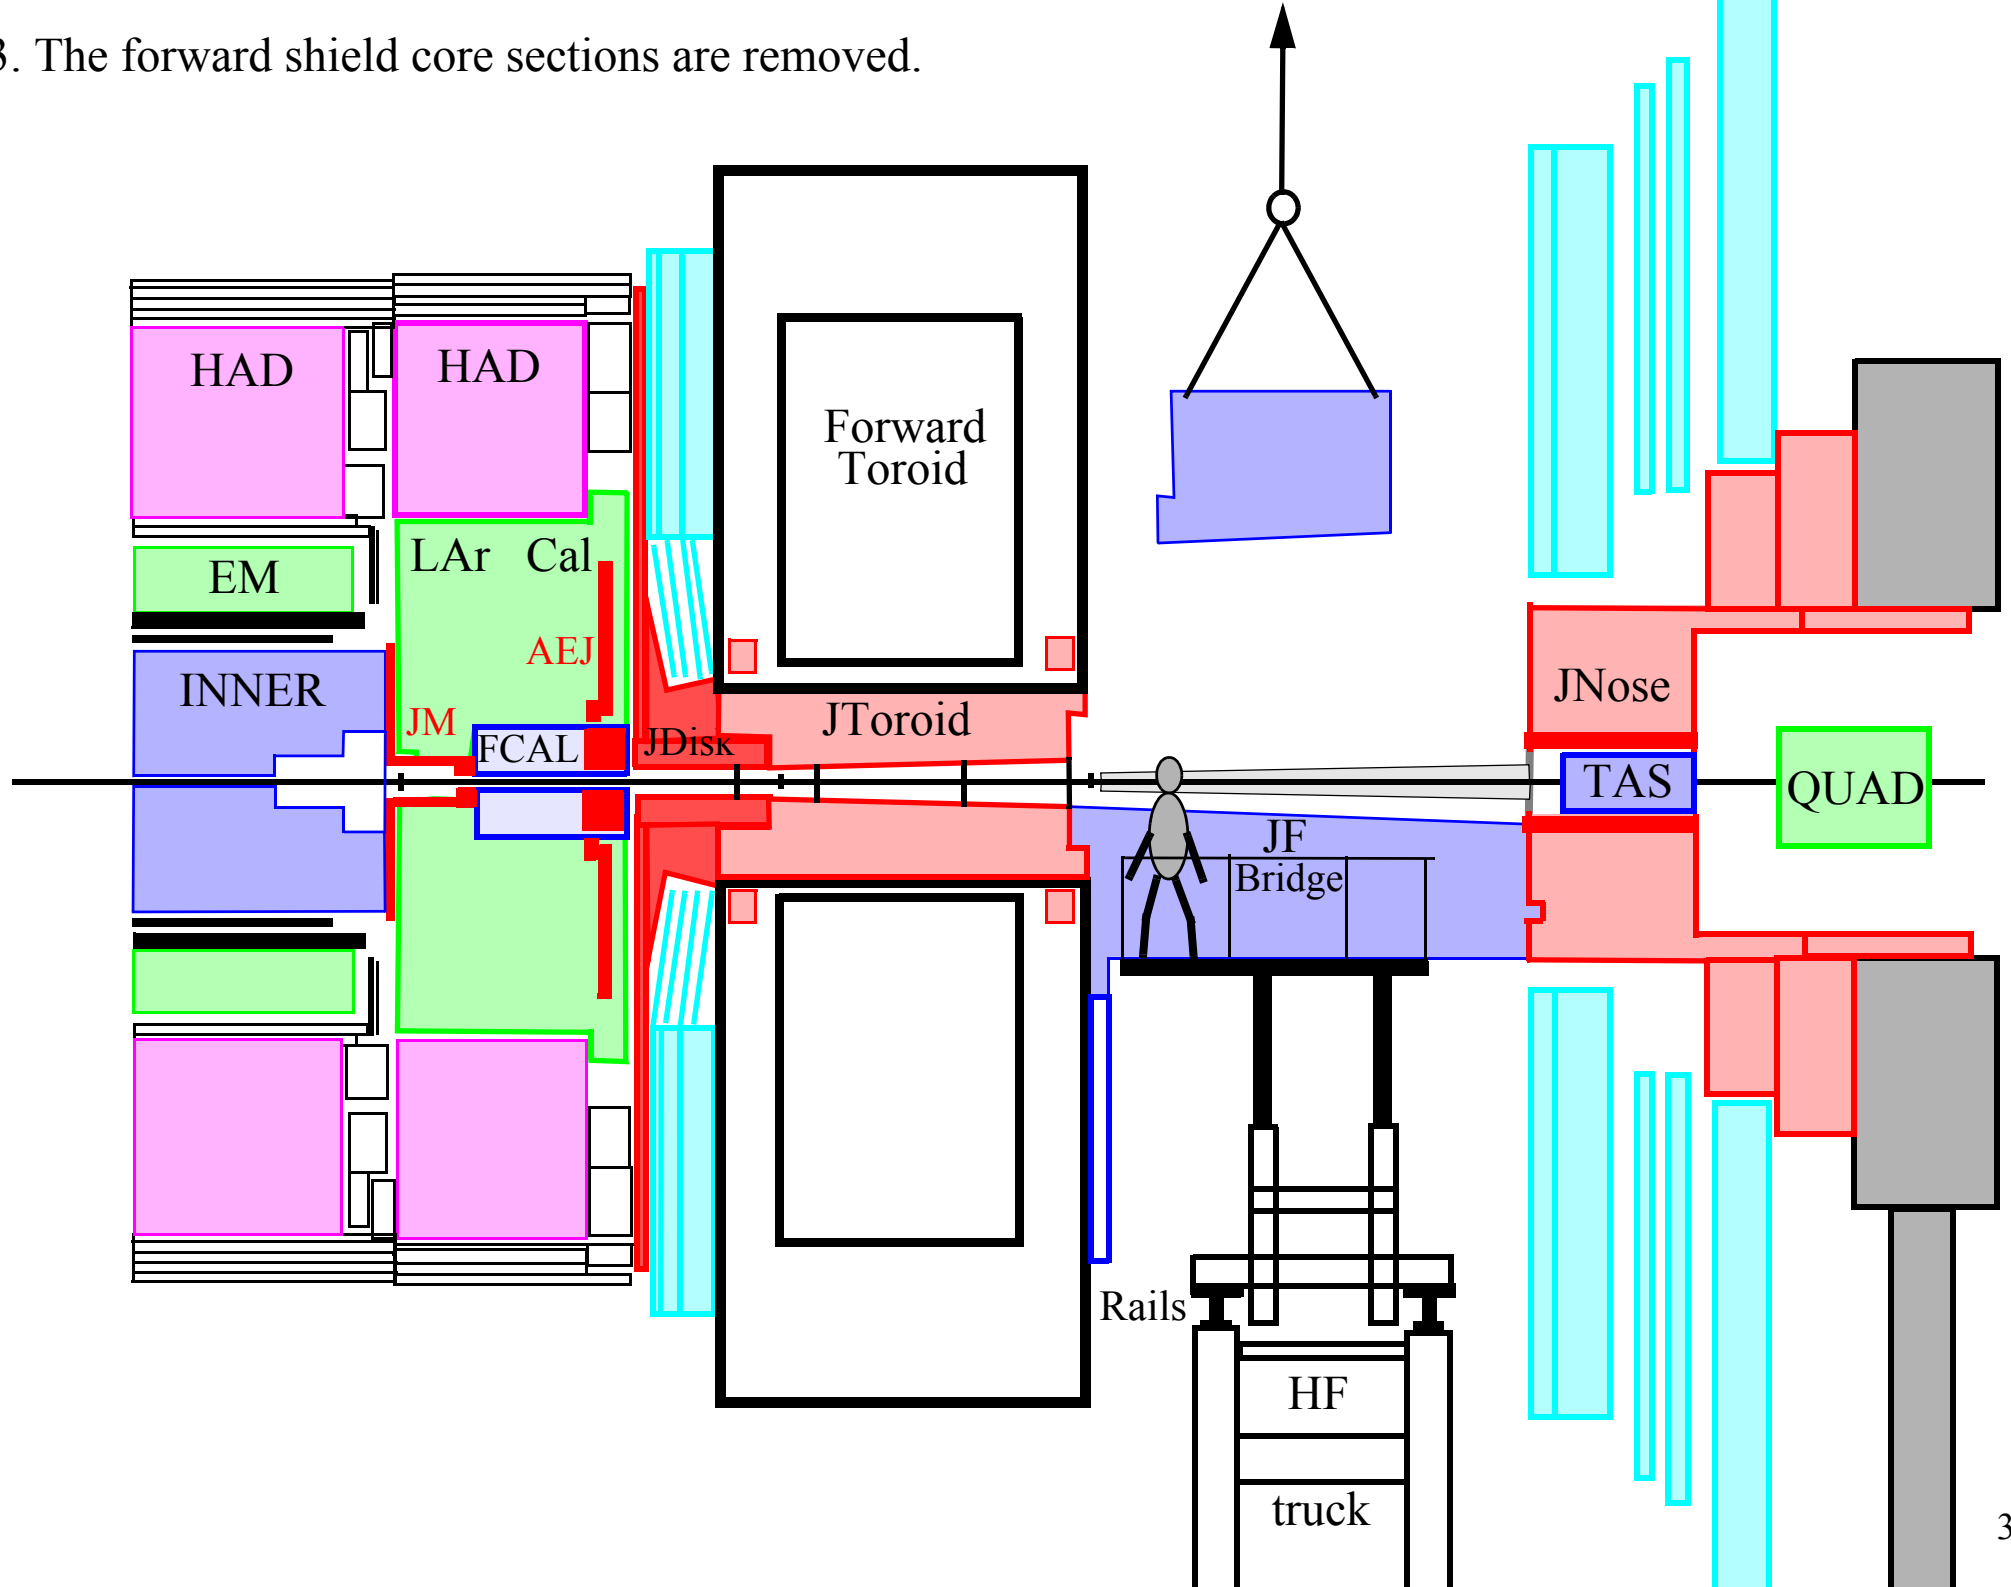 3. The forward shield core sections are removed.
HAD
HAD
Forward
Toroid
LAr Cal
EM
AEJ
INNER
JM
FCAL
JDisk
JToroid
JNose
TAS
QUAD
JF
Bridge
Rails
HF
truck
3